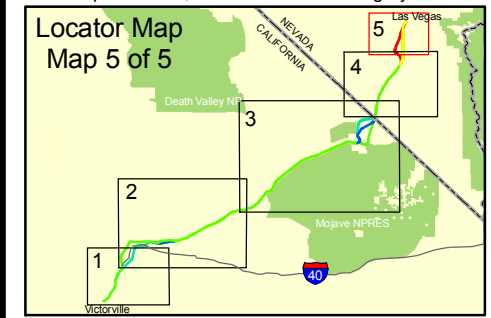 Locator Map
Map 5 of 5
NEVADA
CALIFORNIA
Las Vegas
5
4
Death Valley NP
3
2
Mojave NPRES
1
40
Victorville